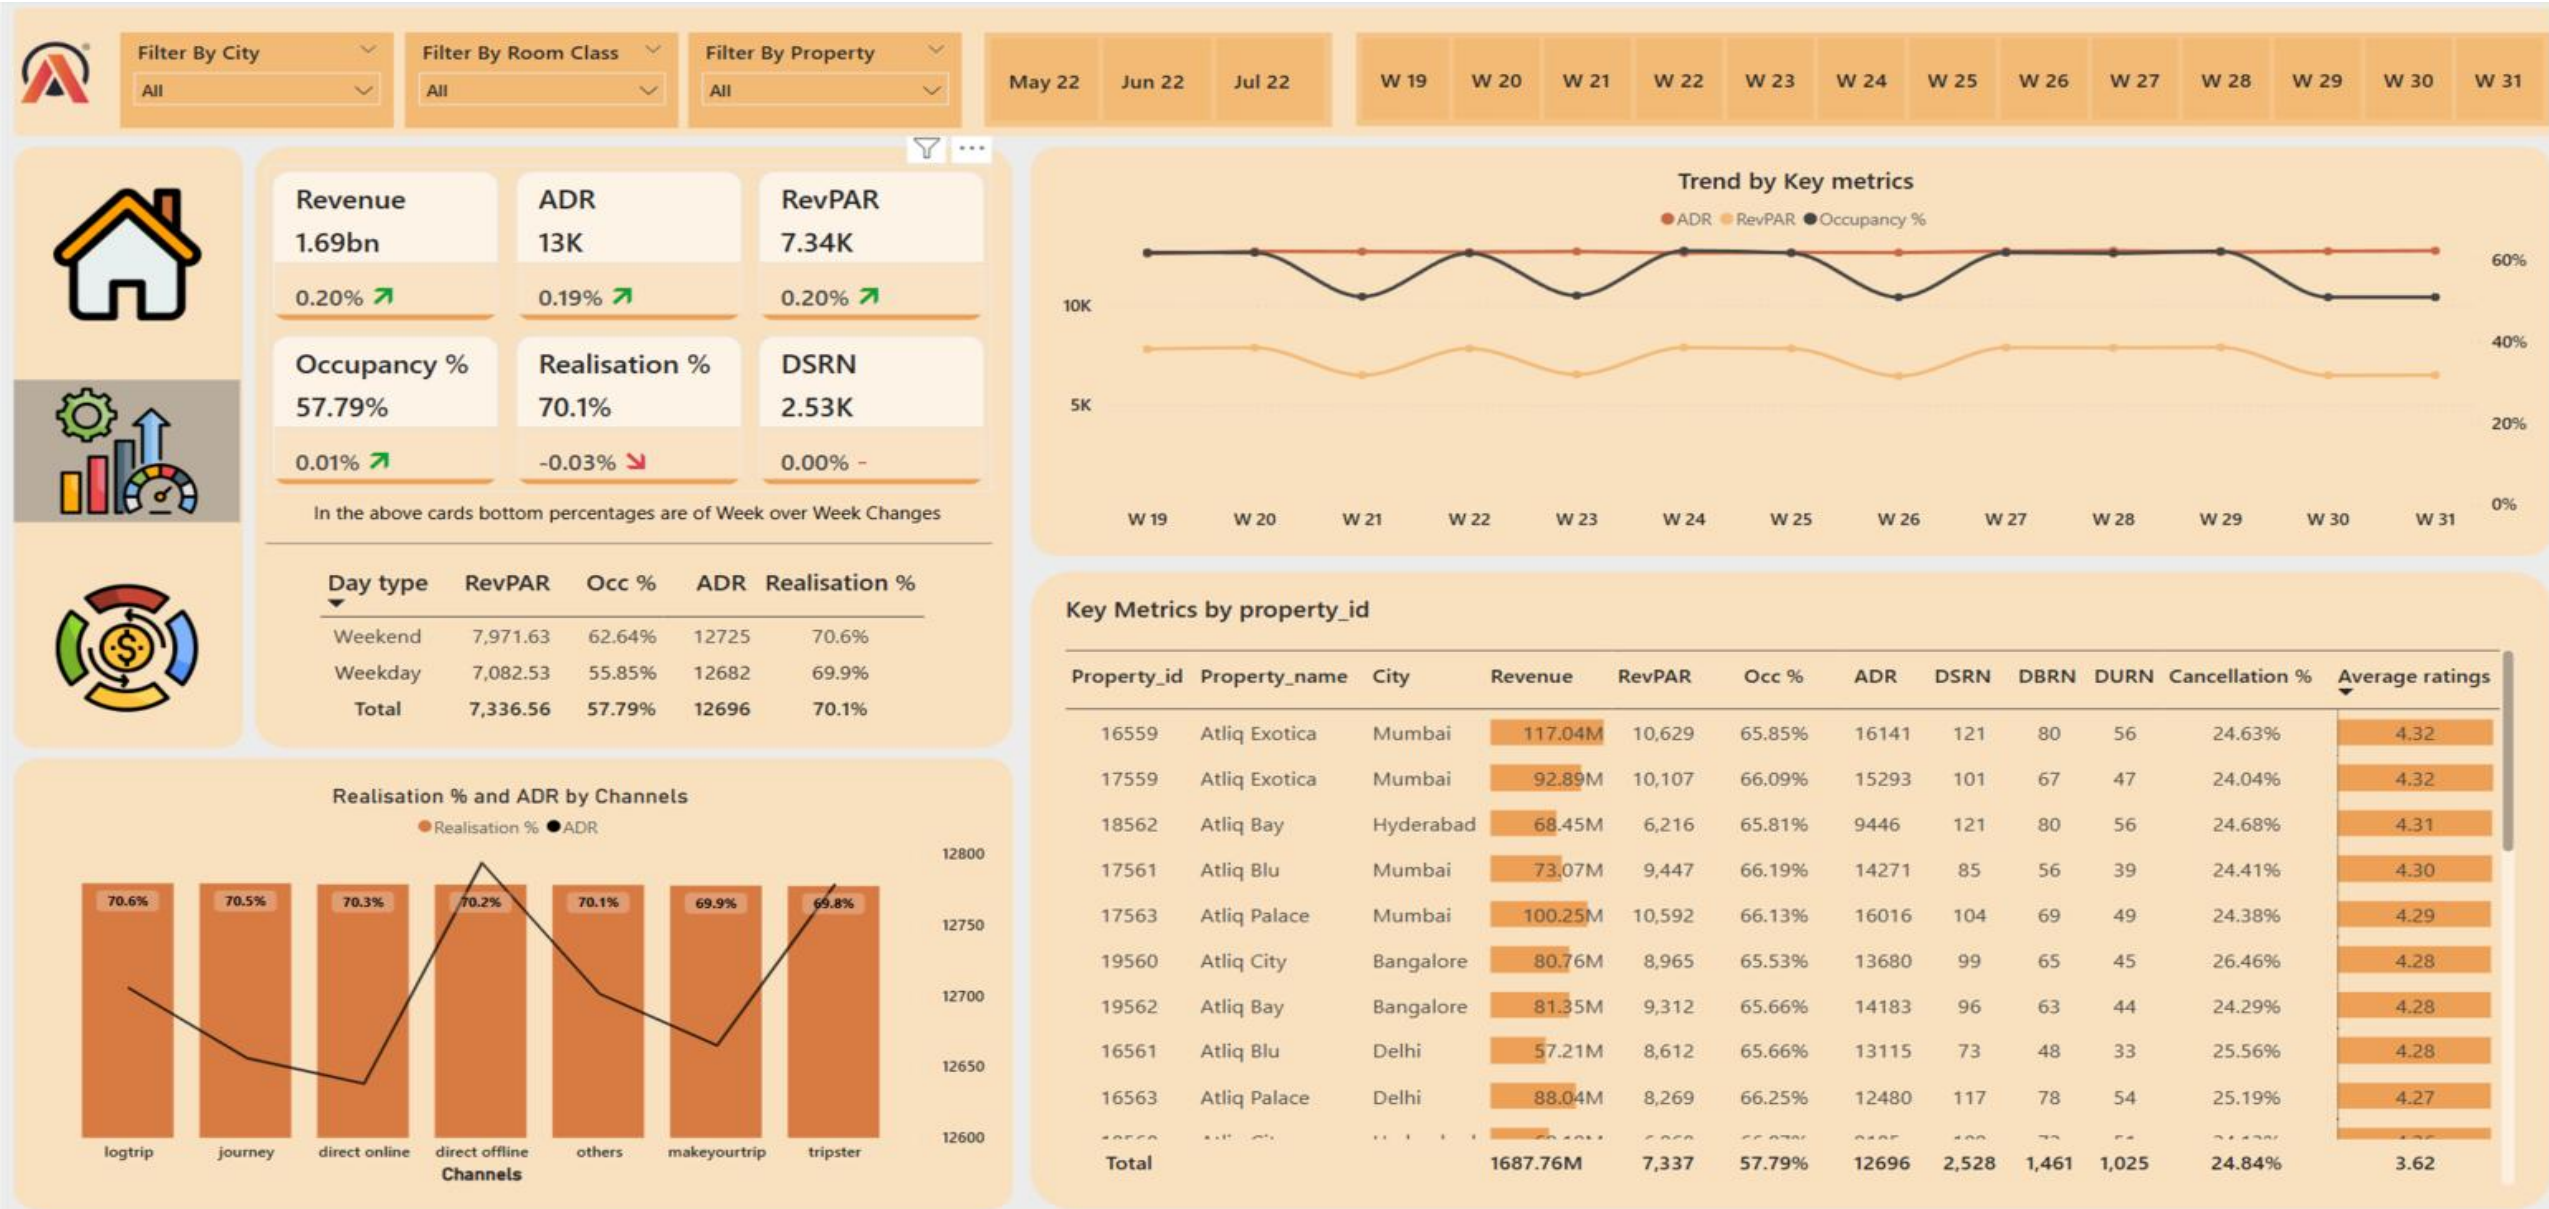 Filter By City
All
Filter By Room Class
All
Filter By Property
All
May 22 Jun 22 Jul 22
W 19 W 20 W 21 W 22 W 23 W 24 W 25 W 26 W 27 W 28 W 29 W 30 W 31
Revenue
1.69bn
0.20%
ADR
13K
0.19%
RevPAR
7.34K
0.20%
Occupancy %
57.79%
0.01%
Realisation %
70.1%
-0.03%
DSRN
2.53K
0.00% -
In the above cards bottom percentages are of Week over Week Changes
Day type RevPAR Occ % ADR Realisation %
Weekend 7,971.63 62.64% 12725 70.6%
Weekday 7,082.53 55.85% 12682 69.9%
Total 7,336.56 57.79% 12696 70.1%
Realisation % and ADR by Channels
Realisation % ADR
12800
12750
12700
12650
12600
70.6% 70.5% 70.3% 70.2% 70.1% 69.9% 69.8%
logtrip journey direct online direct offline others makeyourtrip tripster
Channels
Trend by Key metrics
ADR RevPAR Occupancy %
10K
5K
60%
40%
20%
0%
W 19 W 20 W 21 W 22 W 23 W 24 W 25 W 26 W 27 W 28 W 29 W 30 W 31
Key Metrics by property_id
Property_id Property_name City Revenue RevPAR Occ % ADR DSRN DBRN DURN Cancellation % Average ratings
16559 Atliq Exotica Mumbai 117.04M 10,629 65.85% 16141 121 80 56 24.63% 4.32
17559 Atliq Exotica Mumbai 92.89M 10,107 66.09% 15293 101 67 47 24.04% 4.32
18562 Atliq Bay Hyderabad 68.45M 6,216 65.81% 9446 121 80 56 24.68% 4.31
17561 Atliq Blu Mumbai 73.07M 9,447 66.19% 14271 85 56 39 24.41% 4.30
17563 Atliq Palace Mumbai 100.25M 10,592 66.13% 16016 104 69 49 24.38% 4.29
19560 Atliq City Bangalore 80.76M 8,965 65.53% 13680 99 65 45 26.46% 4.28
19562 Atliq Bay Bangalore 81.35M 9,312 65.66% 14183 96 63 44 24.29% 4.28
16561 Atliq Blu Delhi 57.21M 8,612 65.66% 13115 73 48 33 25.56% 4.28
16563 Atliq Palace Delhi 88.04M 8,269 66.25% 12480 117 78 54 25.19% 4.27
Total 1687.76M 7,337 57.79% 12696 2,528 1,461 1,025 24.84% 3.62